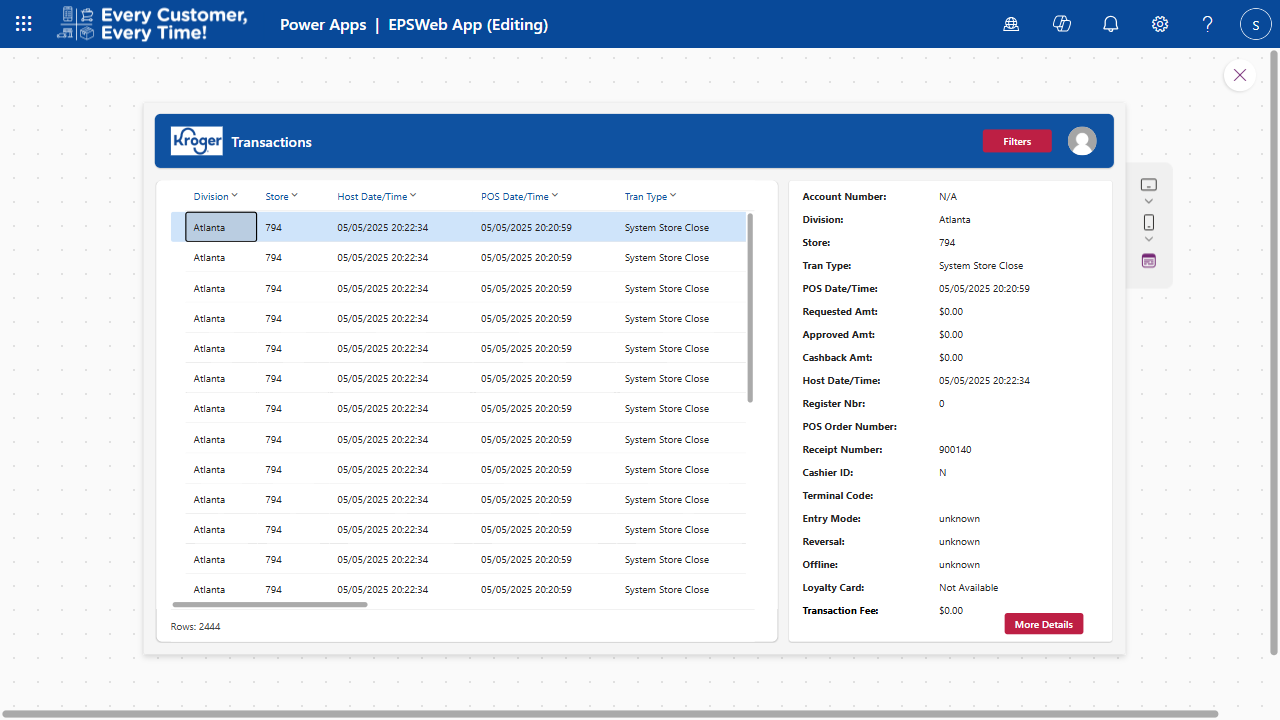 Every Customer,
Every Time!
Power Apps | EPSWeb App (Editing)
S
Kroger
Transactions
Filters
Division Store Host Date/Time POS Date/Time Tran Type
Atlanta 794 05/05/2025 20:22:34 05/05/2025 20:20:59 System Store Close
Atlanta 794 05/05/2025 20:22:34 05/05/2025 20:20:59 System Store Close
Atlanta 794 05/05/2025 20:22:34 05/05/2025 20:20:59 System Store Close
Atlanta 794 05/05/2025 20:22:34 05/05/2025 20:20:59 System Store Close
Atlanta 794 05/05/2025 20:22:34 05/05/2025 20:20:59 System Store Close
Atlanta 794 05/05/2025 20:22:34 05/05/2025 20:20:59 System Store Close
Atlanta 794 05/05/2025 20:22:34 05/05/2025 20:20:59 System Store Close
Atlanta 794 05/05/2025 20:22:34 05/05/2025 20:20:59 System Store Close
Atlanta 794 05/05/2025 20:22:34 05/05/2025 20:20:59 System Store Close
Atlanta 794 05/05/2025 20:22:34 05/05/2025 20:20:59 System Store Close
Atlanta 794 05/05/2025 20:22:34 05/05/2025 20:20:59 System Store Close
Atlanta 794 05/05/2025 20:22:34 05/05/2025 20:20:59 System Store Close
Atlanta 794 05/05/2025 20:22:34 05/05/2025 20:20:59 System Store Close
Rows: 2444
Account Number: N/A
Division: Atlanta
Store: 794
Tran Type: System Store Close
POS Date/Time: 05/05/2025 20:20:59
Requested Amt: $0.00
Approved Amt: $0.00
Cashback Amt: $0.00
Host Date/Time: 05/05/2025 20:22:34
Register Nbr: 0
POS Order Number:
Receipt Number: 900140
Cashier ID: N
Terminal Code:
Entry Mode: unknown
Reversal: unknown
Offline: unknown
Loyalty Card: Not Available
Transaction Fee: $0.00
More Details